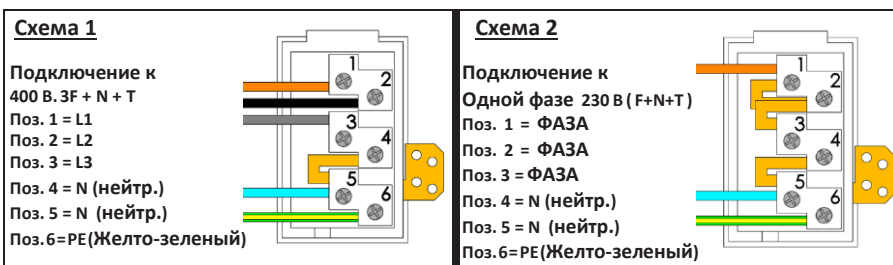 Схема 1
Подключение к
400 В. 3F + N + T
Поз. 1 = L1
Поз. 2 = L2
Поз. 3 = L3
Поз. 4 = N (нейтр.)
Поз. 5 = N (нейтр.)
Поз.6=PE(Желто-зеленый)
1
2
3
4
5
6
Схема 2
Подключение к
Одной фазе 230 В ( F+N+T )
Поз. 1 = ФАЗА
Поз. 2 = ФАЗА
Поз. 3 = ФАЗА
Поз. 4 = N (нейтр.)
Поз. 5 = N (нейтр.)
Поз.6=PE(Желто-зеленый)
1
2
3
4
5
6